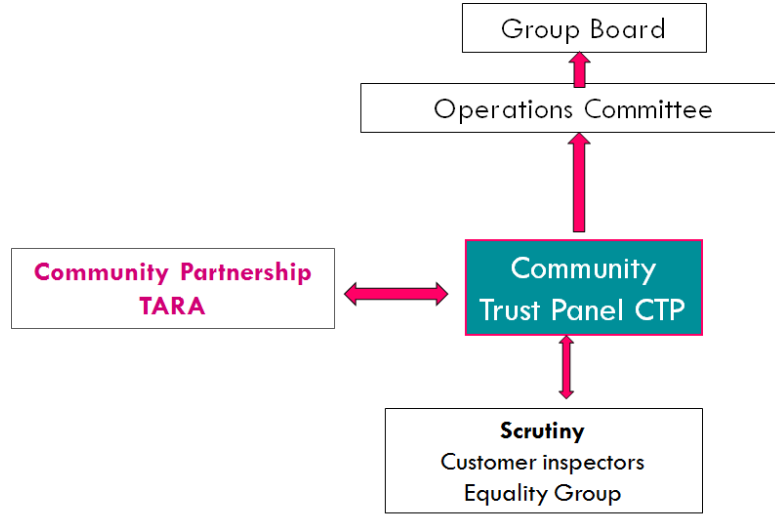 Group Board
Operations Committee
Community Partnership
TARA
Community
Trust Panel CTP
Scrutiny
Customer inspectors
Equality Group